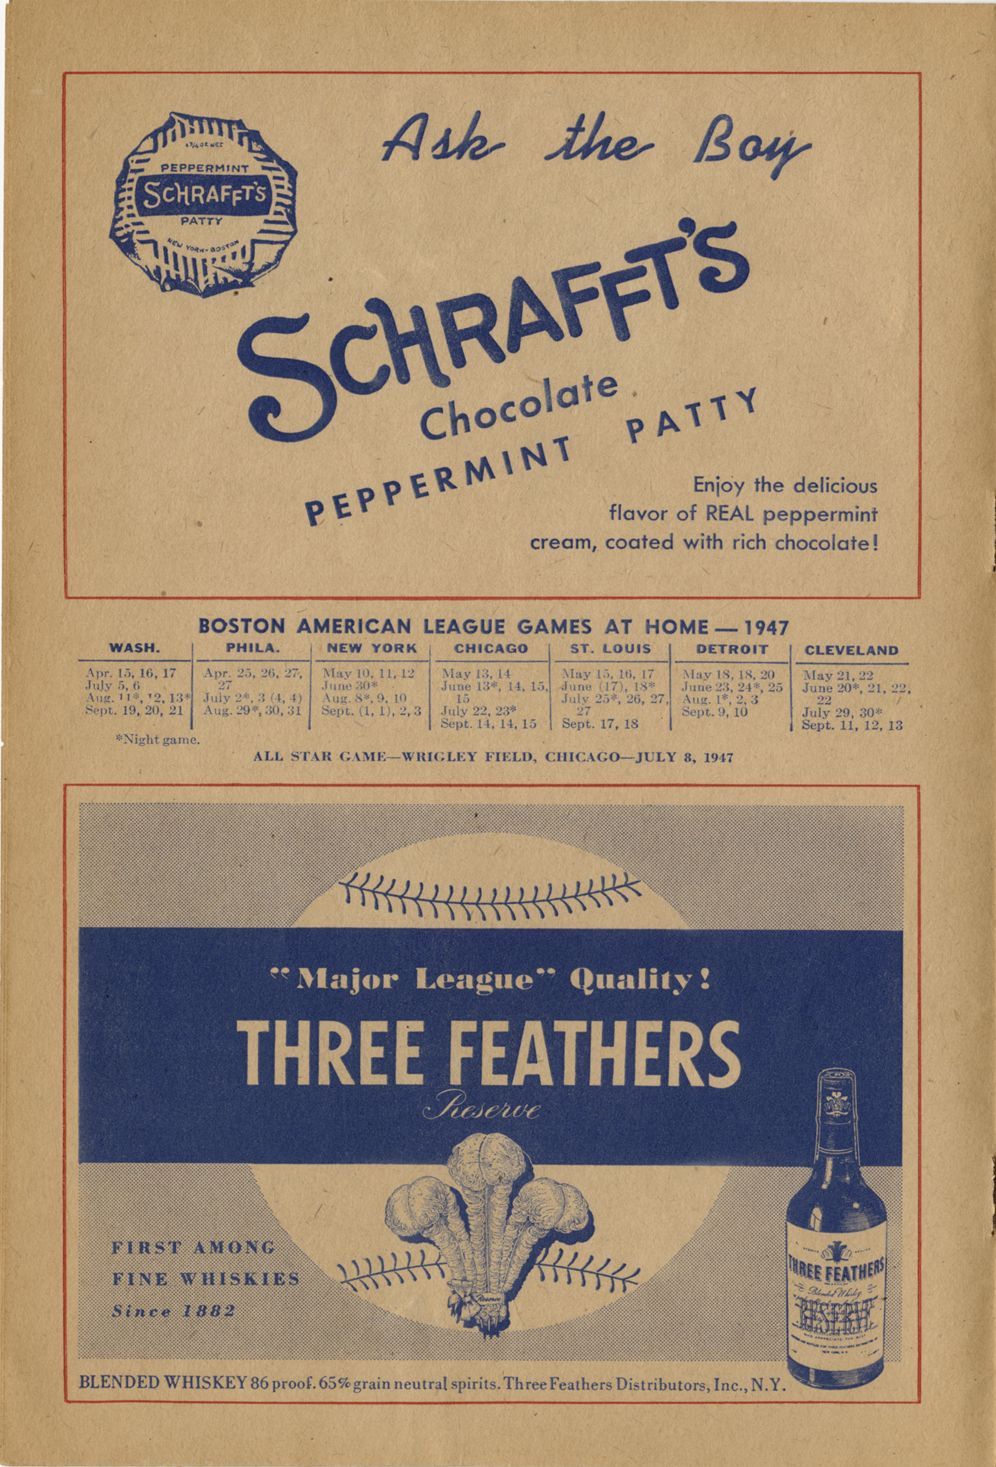 Ask the Boy
PEPPERMINT
SCHRAFFT'S
PATTY
NEW YORK-BOSTON
SCHRAFFT'S
Chocolate
PEPPERMINT PATTY
Enjoy the delicious
flavor of REAL peppermint
cream, coated with rich chocolate!
BOSTON AMERICAN LEAGUE GAMES AT HOME — 1947
WASH.
Apr. 15, 16, 17
July 5, 6
Aug. 11*, 12, 13*
Sept. 19, 20, 21
PHILA.
Apr. 25, 26, 27,
27
July 2*, 3 (4, 4)
Aug. 29*, 30, 31
NEW YORK
May 10, 11, 12
June 30*
Aug. 8*, 9, 10
Sept. (1, 1), 2, 3
CHICAGO
May 13, 14
June 13*, 14, 15,
15
July 22, 23*
Sept. 14, 14, 15
ST. LOUIS
May 15, 16, 17
June (17), 18*
July 25*, 26, 27,
27
Sept. 17, 18
DETROIT
May 18, 18, 20
June 23, 24*, 25
Aug. 1*, 2, 3
Sept. 9, 10
CLEVELAND
May 21, 22
June 20*, 21, 22,
22
July 29, 30*
Sept. 11, 12, 13
*Night game.
ALL STAR GAME—WRIGLEY FIELD, CHICAGO—JULY 8, 1947
"Major League" Quality!
THREE FEATHERS
Reserve
FIRST AMONG
FINE WHISKIES
Since 1882
Reserve
THREE FEATHERS
Blended Whiskey
RESERVE
BLENDED WHISKEY 86 proof. 65% grain neutral spirits. Three Feathers Distributors, Inc., N.Y.